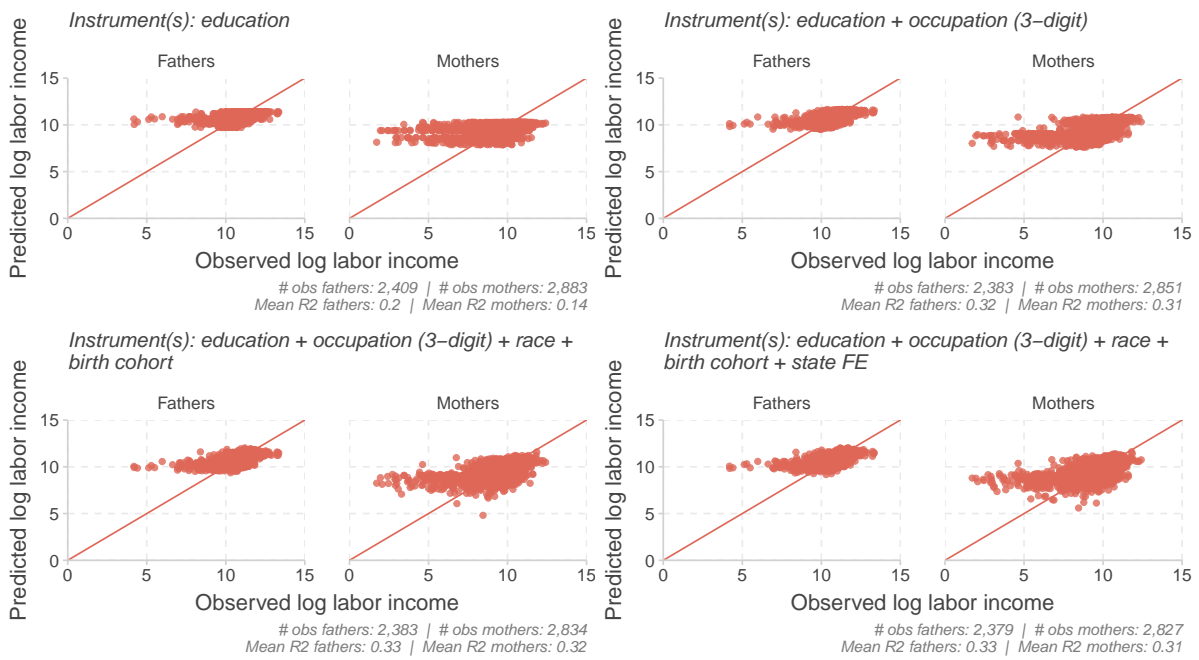 Instrument(s): education
Fathers
Mothers
Predicted log labor income
15
10
5
0
0
5
10
15
0
5
10
15
Observed log labor income
# obs fathers: 2,409 | # obs mothers: 2,883
Mean R2 fathers: 0.2 | Mean R2 mothers: 0.14
Instrument(s): education + occupation (3−digit)
Fathers
Mothers
Predicted log labor income
15
10
5
0
0
5
10
15
0
5
10
15
Observed log labor income
# obs fathers: 2,383 | # obs mothers: 2,851
Mean R2 fathers: 0.32 | Mean R2 mothers: 0.31
Instrument(s): education + occupation (3−digit) + race +
birth cohort
Fathers
Mothers
Predicted log labor income
15
10
5
0
0
5
10
15
0
5
10
15
Observed log labor income
# obs fathers: 2,383 | # obs mothers: 2,834
Mean R2 fathers: 0.33 | Mean R2 mothers: 0.32
Instrument(s): education + occupation (3−digit) + race +
birth cohort + state FE
Fathers
Mothers
Predicted log labor income
15
10
5
0
0
5
10
15
0
5
10
15
Observed log labor income
# obs fathers: 2,379 | # obs mothers: 2,827
Mean R2 fathers: 0.33 | Mean R2 mothers: 0.31